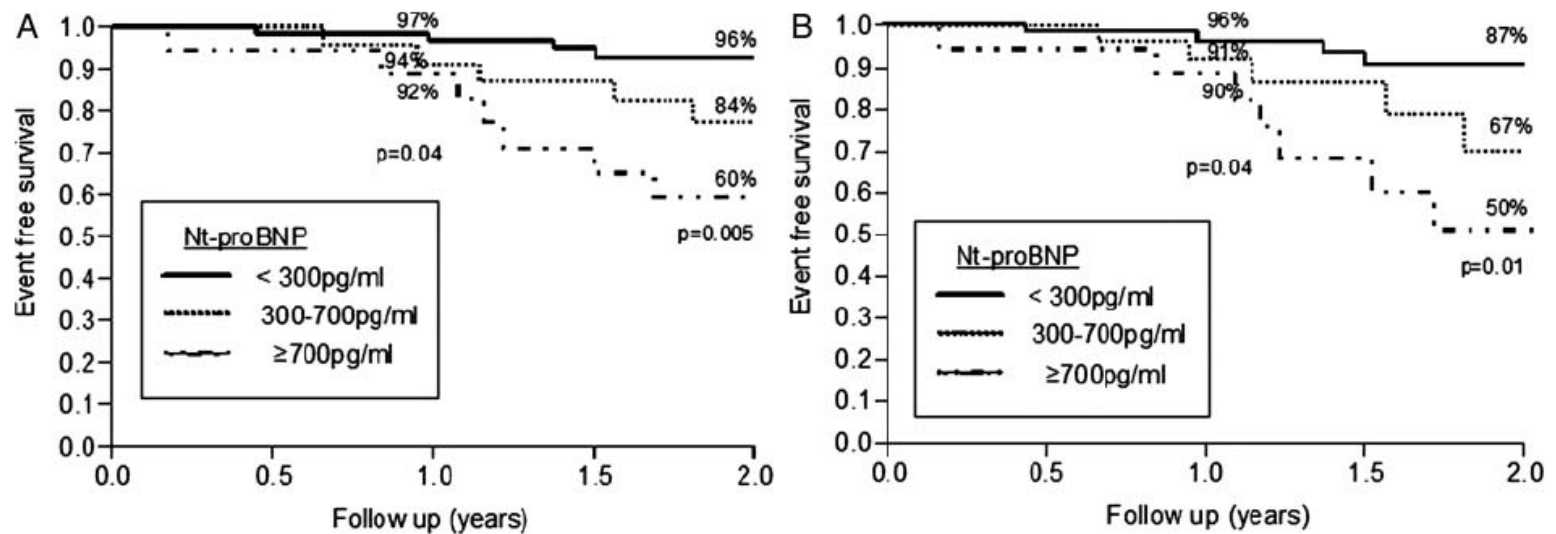 A
Event free survival
1.0
0.9
0.8
0.7
0.6
0.5
0.4
0.3
0.2
0.1
0.0
97%
96%
94%
92%
84%
p=0.04
60%
p=0.005
Nt-proBNP
< 300pg/ml
300-700pg/ml
≥700pg/ml
0.0 0.5 1.0 1.5 2.0
Follow up (years)
B
Event free survival
1.0
0.9
0.8
0.7
0.6
0.5
0.4
0.3
0.2
0.1
0.0
96%
87%
91%
90%
67%
p=0.04
50%
p=0.01
Nt-proBNP
< 300pg/ml
300-700pg/ml
≥700pg/ml
0.0 0.5 1.0 1.5 2.0
Follow up (years)